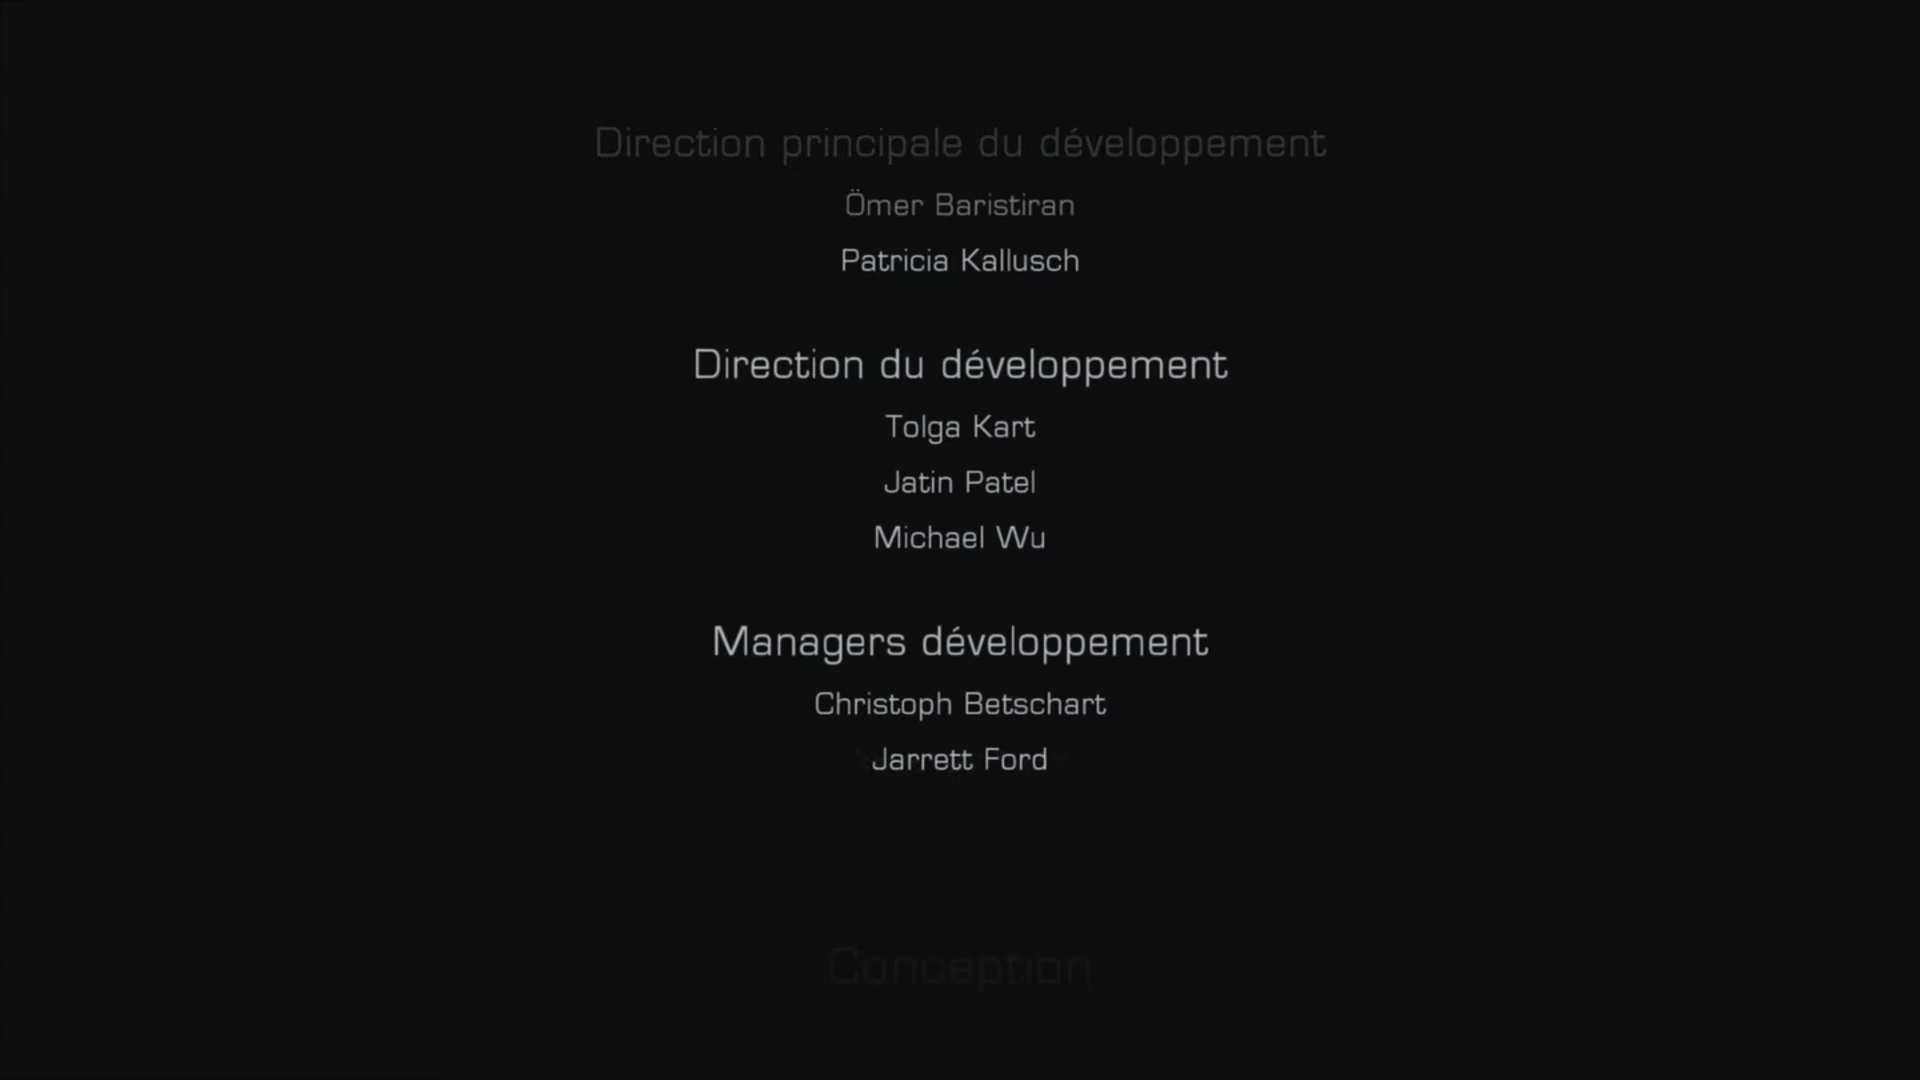 Direction principale du développement
Ömer Baristiran
Patricia Kallusch
Direction du développement
Tolga Kart
Jatin Patel
Michael Wu
Managers développement
Christoph Betschart
Jarrett Ford
Conception